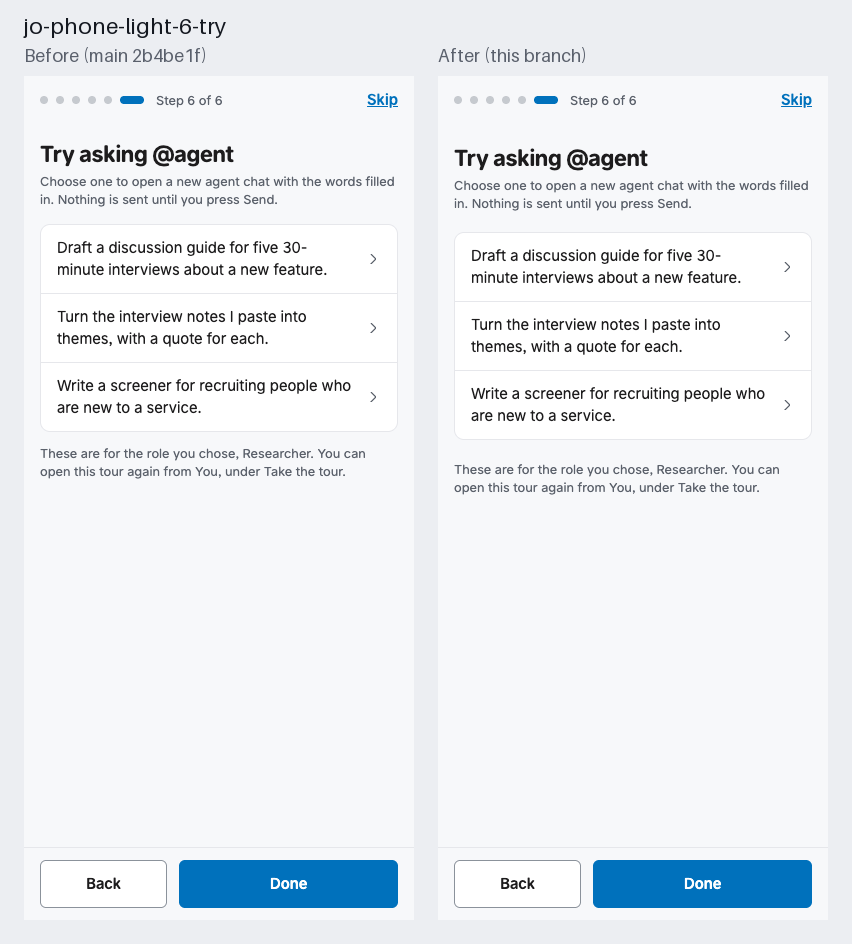 jo-phone-light-6-try
Before (main 2b4be1f)
Step 6 of 6
Skip
Try asking @agent
Choose one to open a new agent chat with the words filled
in. Nothing is sent until you press Send.
Draft a discussion guide for five 30-
minute interviews about a new feature.
Turn the interview notes I paste into
themes, with a quote for each.
Write a screener for recruiting people who
are new to a service.
These are for the role you chose, Researcher. You can
open this tour again from You, under Take the tour.
Back
Done
After (this branch)
Step 6 of 6
Skip
Try asking @agent
Choose one to open a new agent chat with the words filled
in. Nothing is sent until you press Send.
Draft a discussion guide for five 30-
minute interviews about a new feature.
Turn the interview notes I paste into
themes, with a quote for each.
Write a screener for recruiting people who
are new to a service.
These are for the role you chose, Researcher. You can
open this tour again from You, under Take the tour.
Back
Done